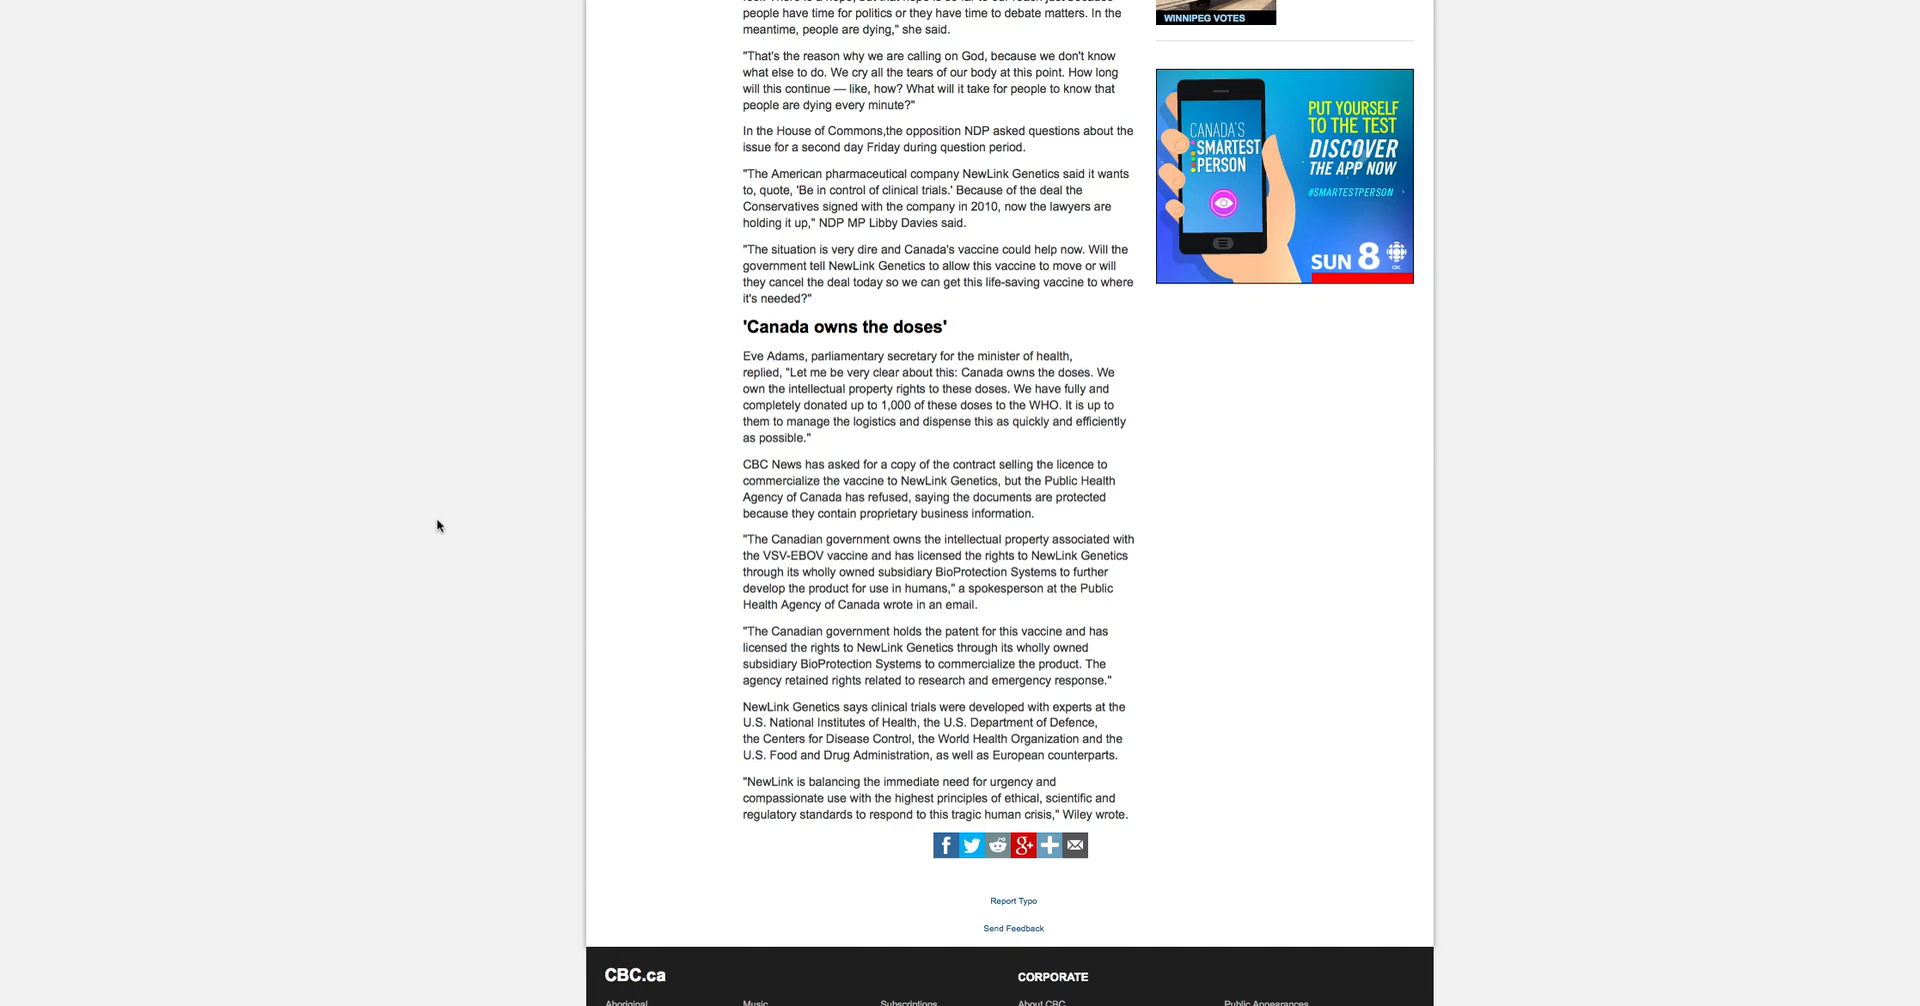 people have time for politics or they have time to debate matters. In the
meantime, people are dying," she said.
"That's the reason why we are calling on God, because we don't know
what else to do. We cry all the tears of our body at this point. How long
will this continue — like, how? What will it take for people to know that
people are dying every minute?"
In the House of Commons,the opposition NDP asked questions about the
issue for a second day Friday during question period.
"The American pharmaceutical company NewLink Genetics said it wants
to, quote, 'Be in control of clinical trials.' Because of the deal the
Conservatives signed with the company in 2010, now the lawyers are
holding it up," NDP MP Libby Davies said.
"The situation is very dire and Canada's vaccine could help now. Will the
government tell NewLink Genetics to allow this vaccine to move or will
they cancel the deal today so we can get this life-saving vaccine to where
it's needed?"
'Canada owns the doses'
Eve Adams, parliamentary secretary for the minister of health,
replied, "Let me be very clear about this: Canada owns the doses. We
own the intellectual property rights to these doses. We have fully and
completely donated up to 1,000 of these doses to the WHO. It is up to
them to manage the logistics and dispense this as quickly and efficiently
as possible."
CBC News has asked for a copy of the contract selling the licence to
commercialize the vaccine to NewLink Genetics, but the Public Health
Agency of Canada has refused, saying the documents are protected
because they contain proprietary business information.
"The Canadian government owns the intellectual property associated with
the VSV-EBOV vaccine and has licensed the rights to NewLink Genetics
through its wholly owned subsidiary BioProtection Systems to further
develop the product for use in humans," a spokesperson at the Public
Health Agency of Canada wrote in an email.
"The Canadian government holds the patent for this vaccine and has
licensed the rights to NewLink Genetics through its wholly owned
subsidiary BioProtection Systems to commercialize the product. The
agency retained rights related to research and emergency response."
NewLink Genetics says clinical trials were developed with experts at the
U.S. National Institutes of Health, the U.S. Department of Defence,
the Centers for Disease Control, the World Health Organization and the
U.S. Food and Drug Administration, as well as European counterparts.
"NewLink is balancing the immediate need for urgency and
compassionate use with the highest principles of ethical, scientific and
regulatory standards to respond to this tragic human crisis," Wiley wrote.
Report Typo
Send Feedback
WINNIPEG VOTES
CANADA'S
SMARTEST
PERSON
PUT YOURSELF
TO THE TEST
DISCOVER
THE APP NOW
#SMARTESTPERSON
SUN 8
CBC
CBC.ca
CORPORATE
Aboriginal
Music
Subscriptions
About CBC
Public Appearances